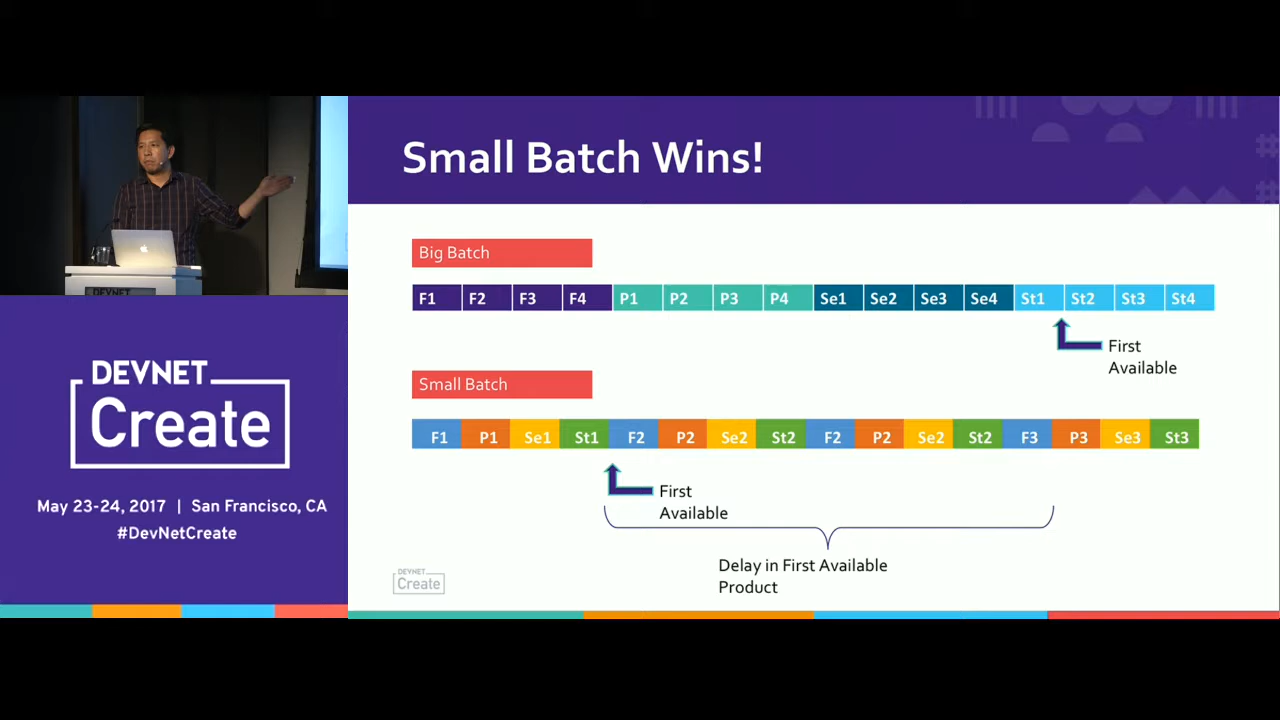 Small Batch Wins!
Big Batch
F1 F2 F3 F4 P1 P2 P3 P4 Se1 Se2 Se3 Se4 St1 St2 St3 St4
First
Available
Small Batch
F1 P1 Se1 St1 F2 P2 Se2 St2 F2 P2 Se2 St2 F3 P3 Se3 St3
First
Available
Delay in First Available
Product
DEVNET
Create
DEVNET
DEVNET
Create
May 23-24, 2017 | San Francisco, CA
#DevNetCreate